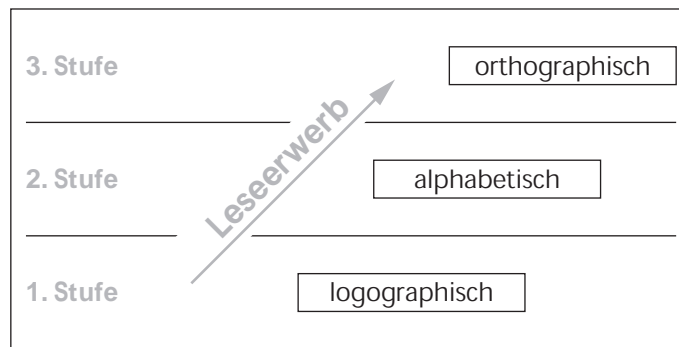 3. Stufe orthographisch
Leseerwerb
2. Stufe alphabetisch
1. Stufe logographisch